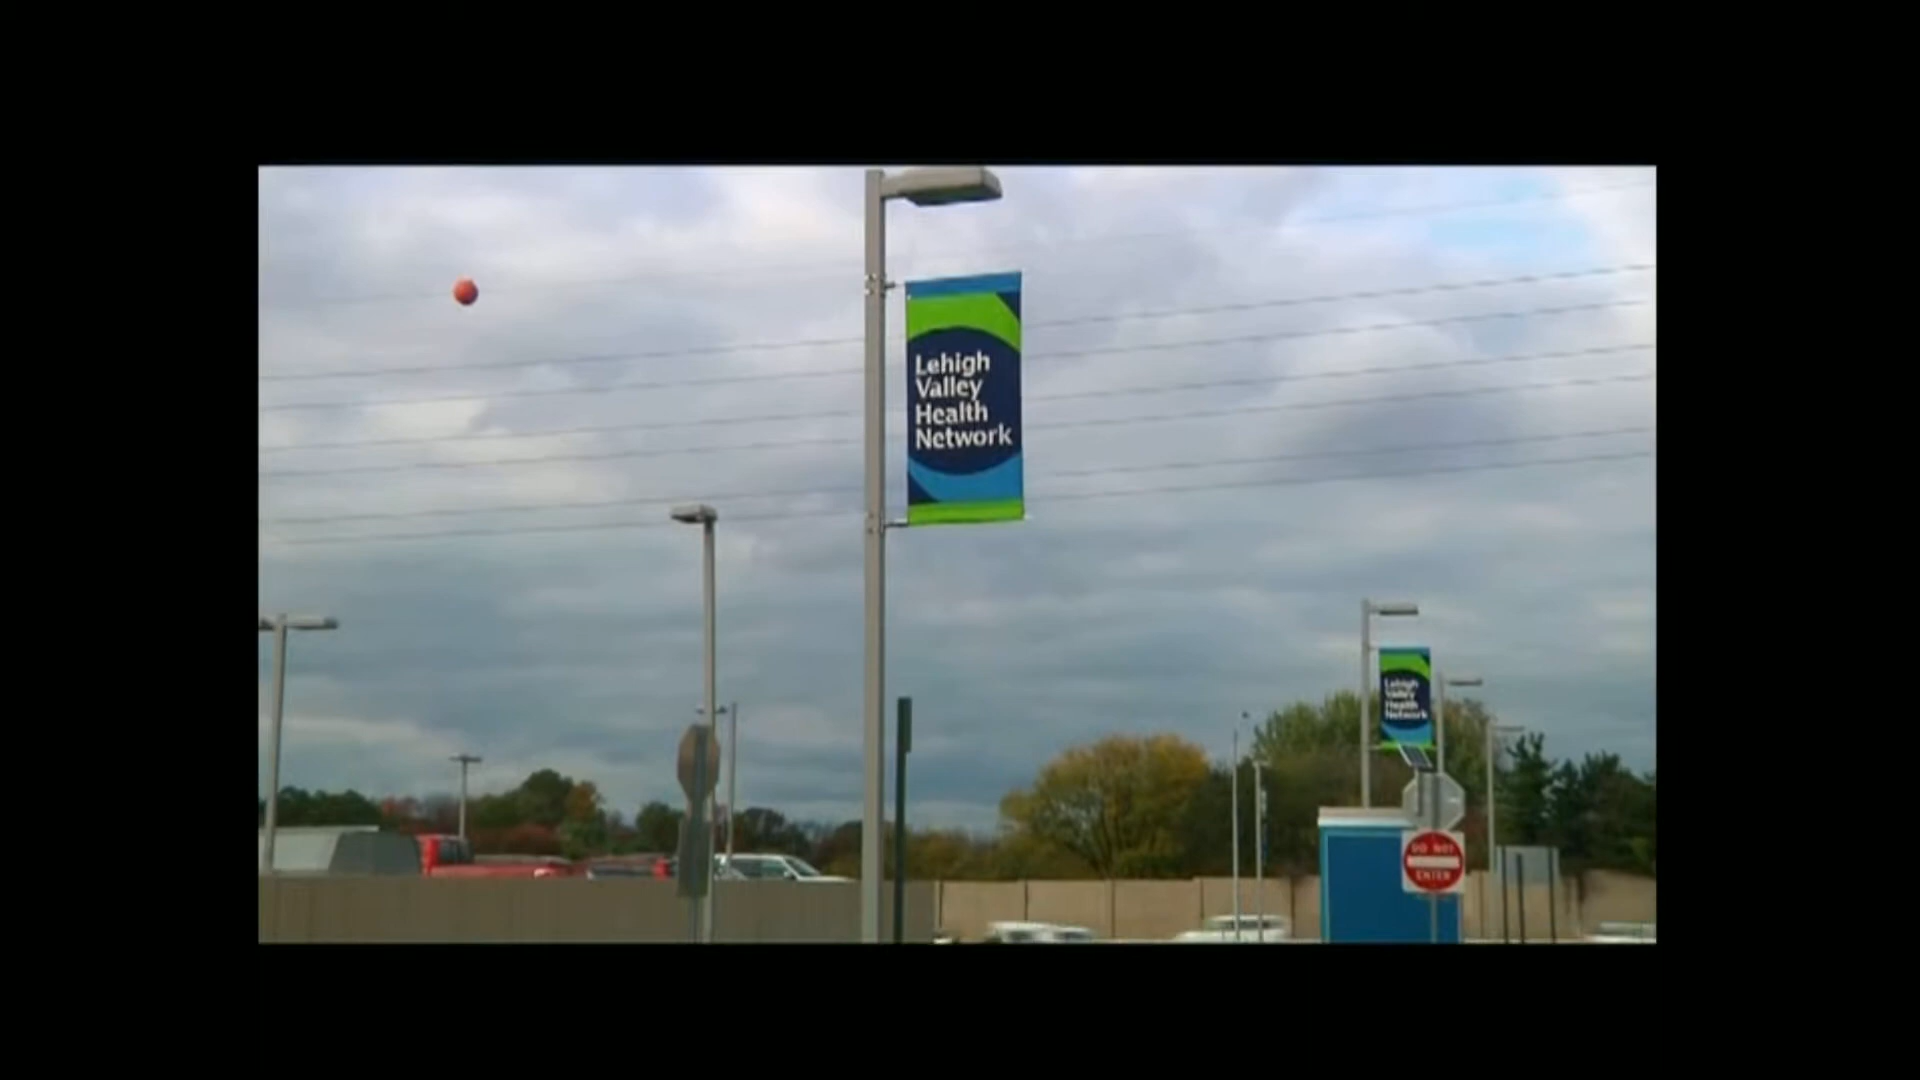 Lehigh
Valley
Health
Network
Lehigh
Valley
Health
Network
DO NOT
ENTER